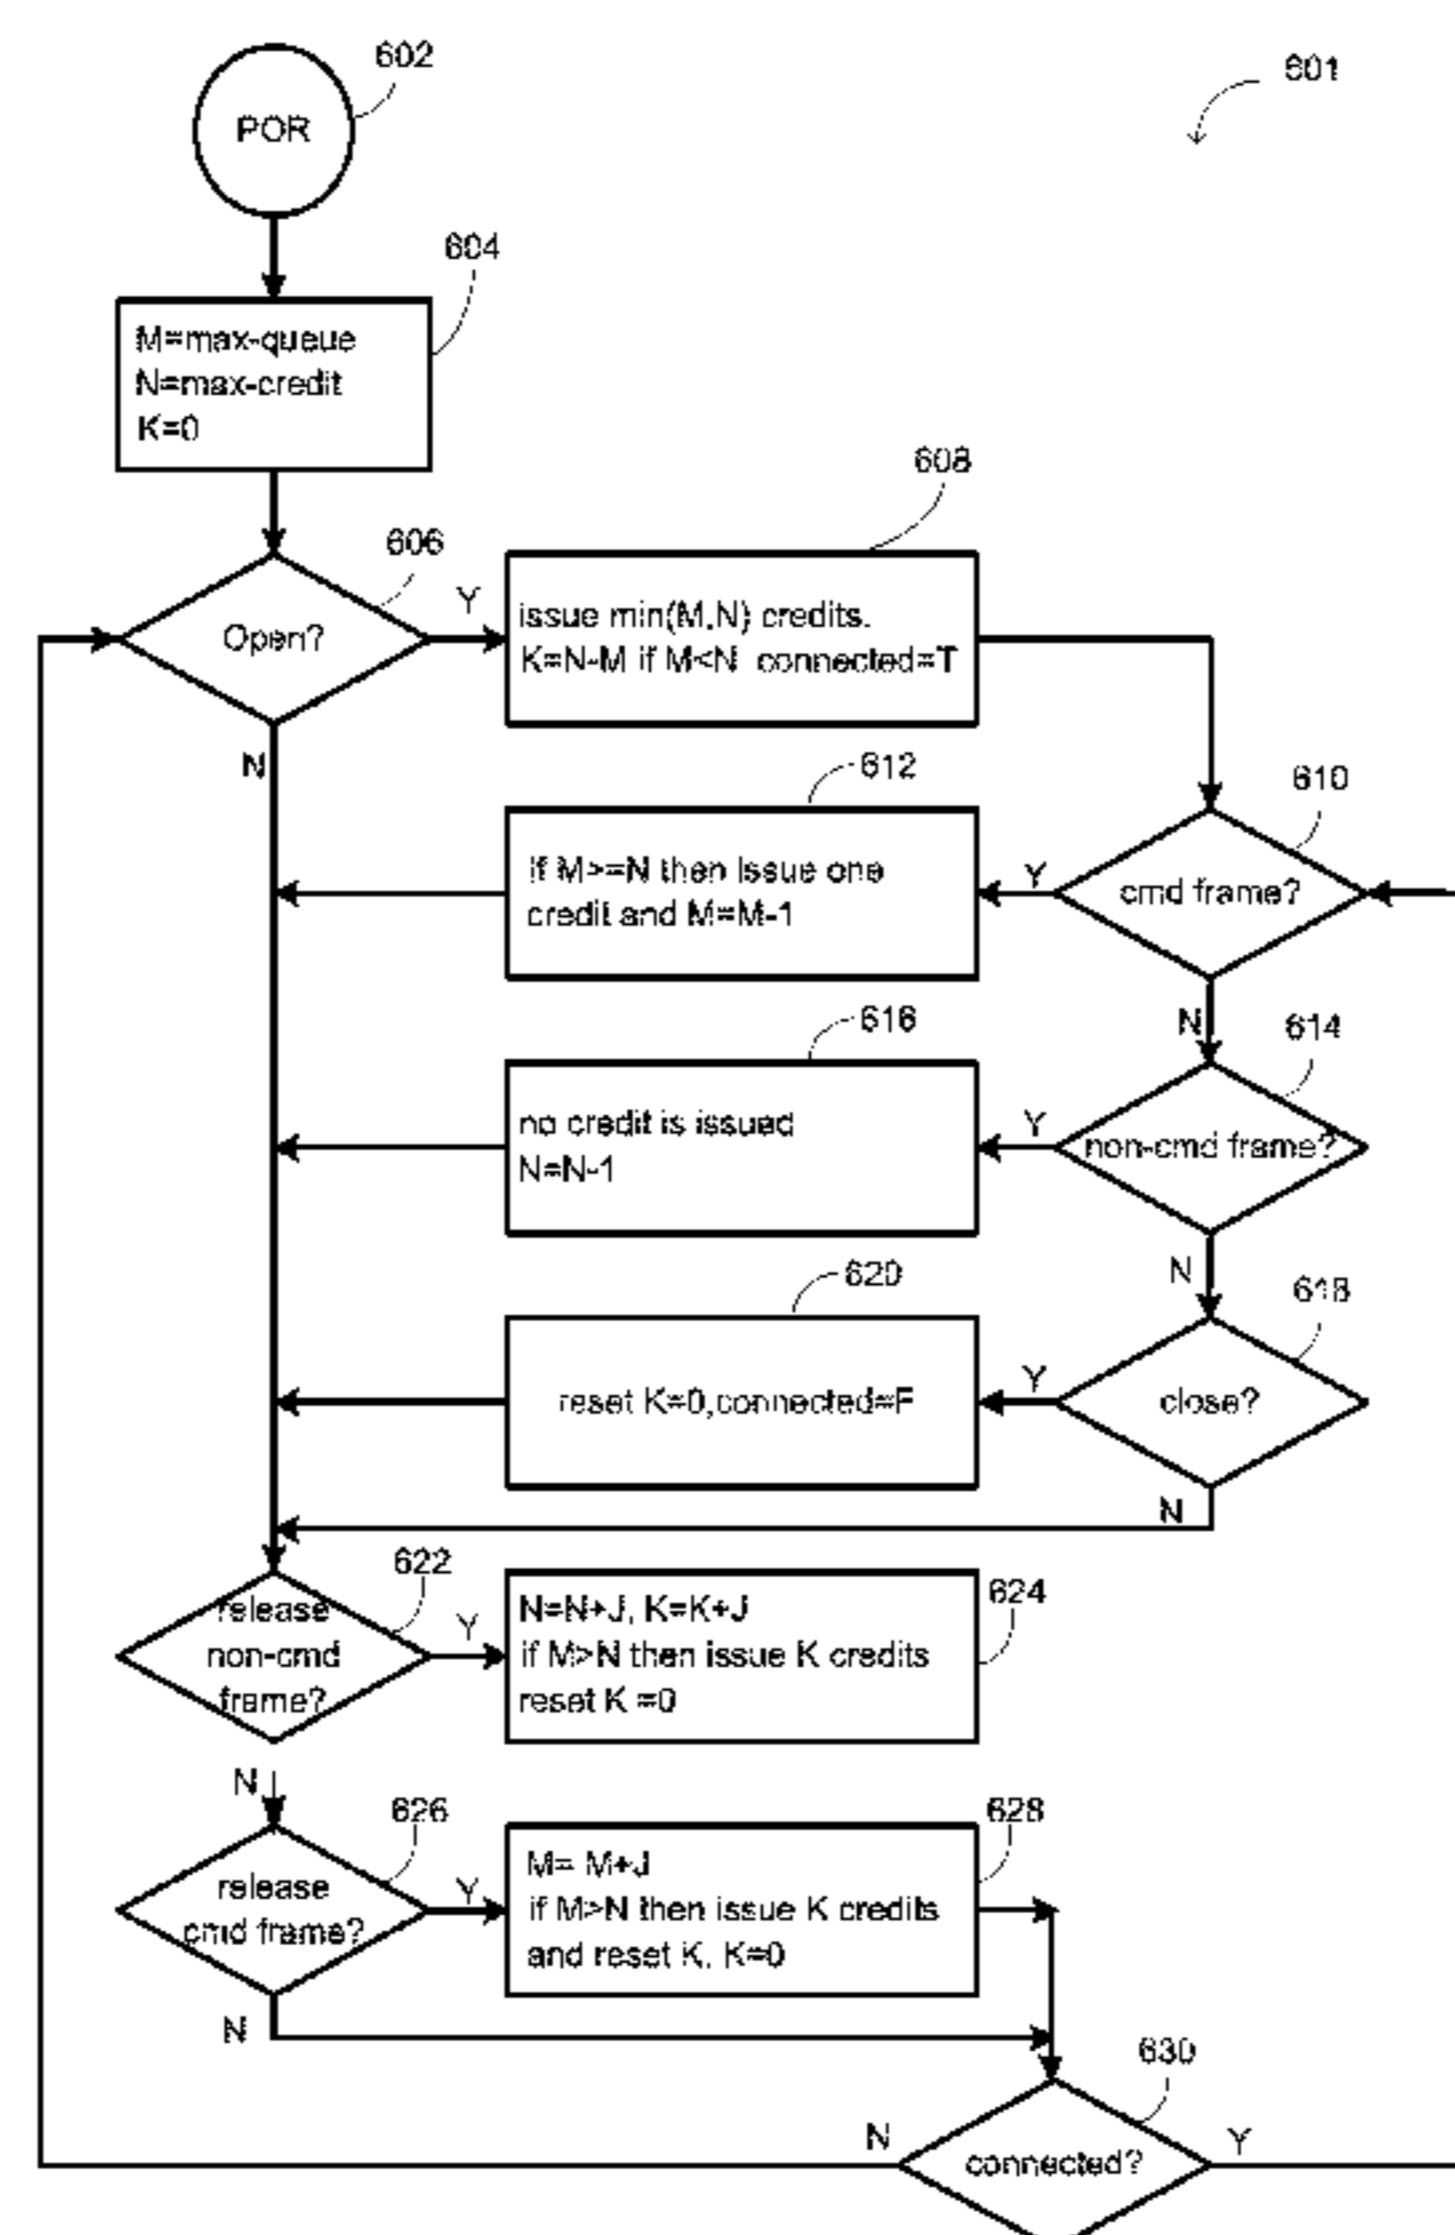 602
601
POR
604
M=max-queue
N=max-credit
K=0
608
606
Y
Open?
issue min(M,N) credits.
K=N-M if M<N connected=T
N
612
610
if M>=N then issue one
credit and M=M-1
Y
cmd frame?
N
616
614
no credit is issued
N=N-1
Y
non-cmd frame?
N
620
618
reset K=0,connected=F
Y
close?
N
622
624
release
non-cmd
frame?
Y
N=N+J, K=K+J
if M>N then issue K credits
reset K =0
N
626
628
release
cmd frame?
Y
M= M+J
if M>N then issue K credits
and reset K, K=0
N
630
N
connected?
Y